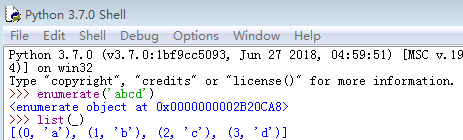 Python 3.7.0 Shell
File Edit Shell Debug Options Window Help
Python 3.7.0 (v3.7.0:1bf9cc5093, Jun 27 2018, 04:59:51) [MSC v.19
4)] on win32
Type "copyright", "credits" or "license()" for more information.
>>> enumerate('abcd')
<enumerate object at 0x0000000002B20CA8>
>>> list(_)
[(0, 'a'), (1, 'b'), (2, 'c'), (3, 'd')]